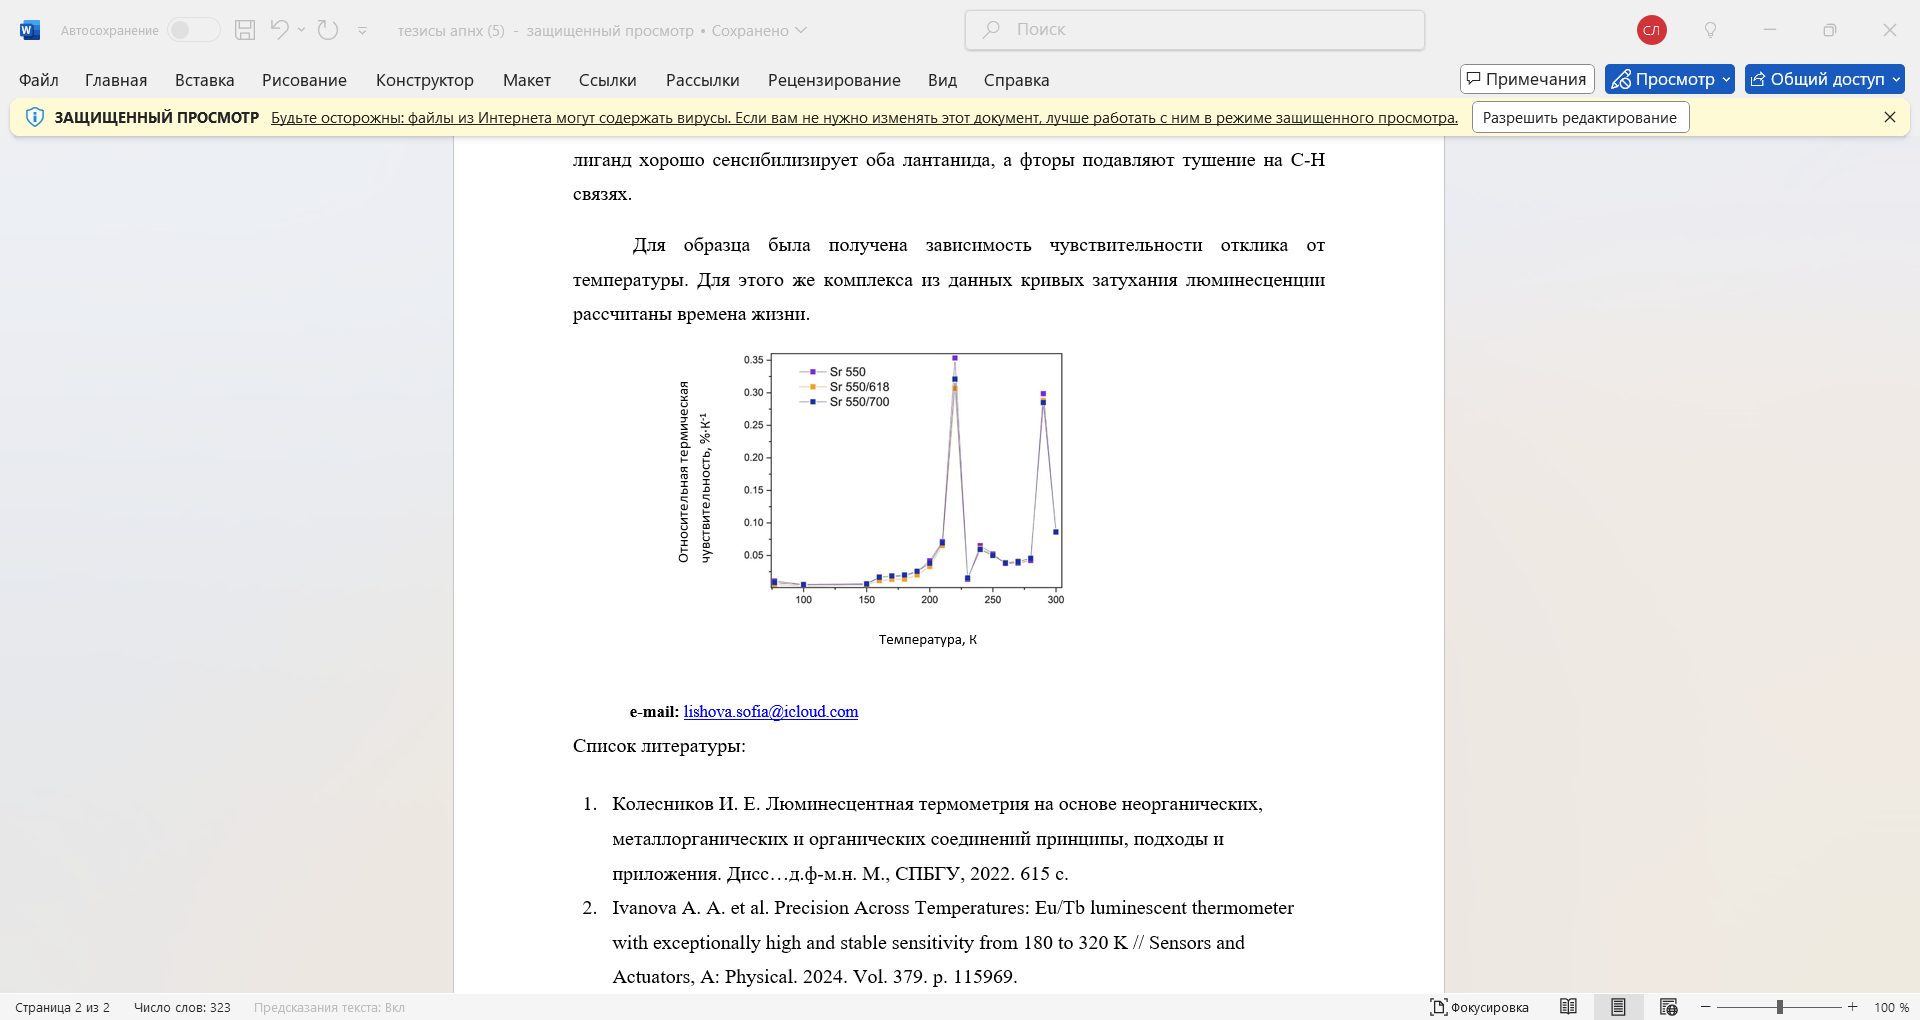 Автосохранение
тезисы апнх (5) - защищенный просмотр • Сохранено
Поиск
СЛ
Файл Главная Вставка Рисование Конструктор Макет Ссылки Рассылки Рецензирование Вид Справка
Примечания Просмотр Общий доступ
ЗАЩИЩЕННЫЙ ПРОСМОТР Будьте осторожны: файлы из Интернета могут содержать вирусы. Если вам не нужно изменять этот документ, лучше работать с ним в режиме защищенного просмотра. Разрешить редактирование
лиганд хорошо сенсибилизирует оба лантанида, а фторы подавляют тушение на С-Н
связях.
Для образца была получена зависимость чувствительности отклика от
температуры. Для этого же комплекса из данных кривых затухания люминесценции
рассчитаны времена жизни.
Относительная термическая
чувствительность, %·К⁻¹
0.35
0.30
0.25
0.20
0.15
0.10
0.05
Sr 550
Sr 550/618
Sr 550/700
100 150 200 250 300
Температура, К
e-mail: lishova.sofia@icloud.com
Список литературы:
1. Колесников И. Е. Люминесцентная термометрия на основе неорганических,
металлорганических и органических соединений принципы, подходы и
приложения. Дисс…д.ф-м.н. М., СПБГУ, 2022. 615 с.
2. Ivanova A. A. et al. Precision Across Temperatures: Eu/Tb luminescent thermometer
with exceptionally high and stable sensitivity from 180 to 320 K // Sensors and
Actuators, A: Physical. 2024. Vol. 379. p. 115969.
Страница 2 из 2 Число слов: 323 Предсказания текста: Вкл
Фокусировка
100 %